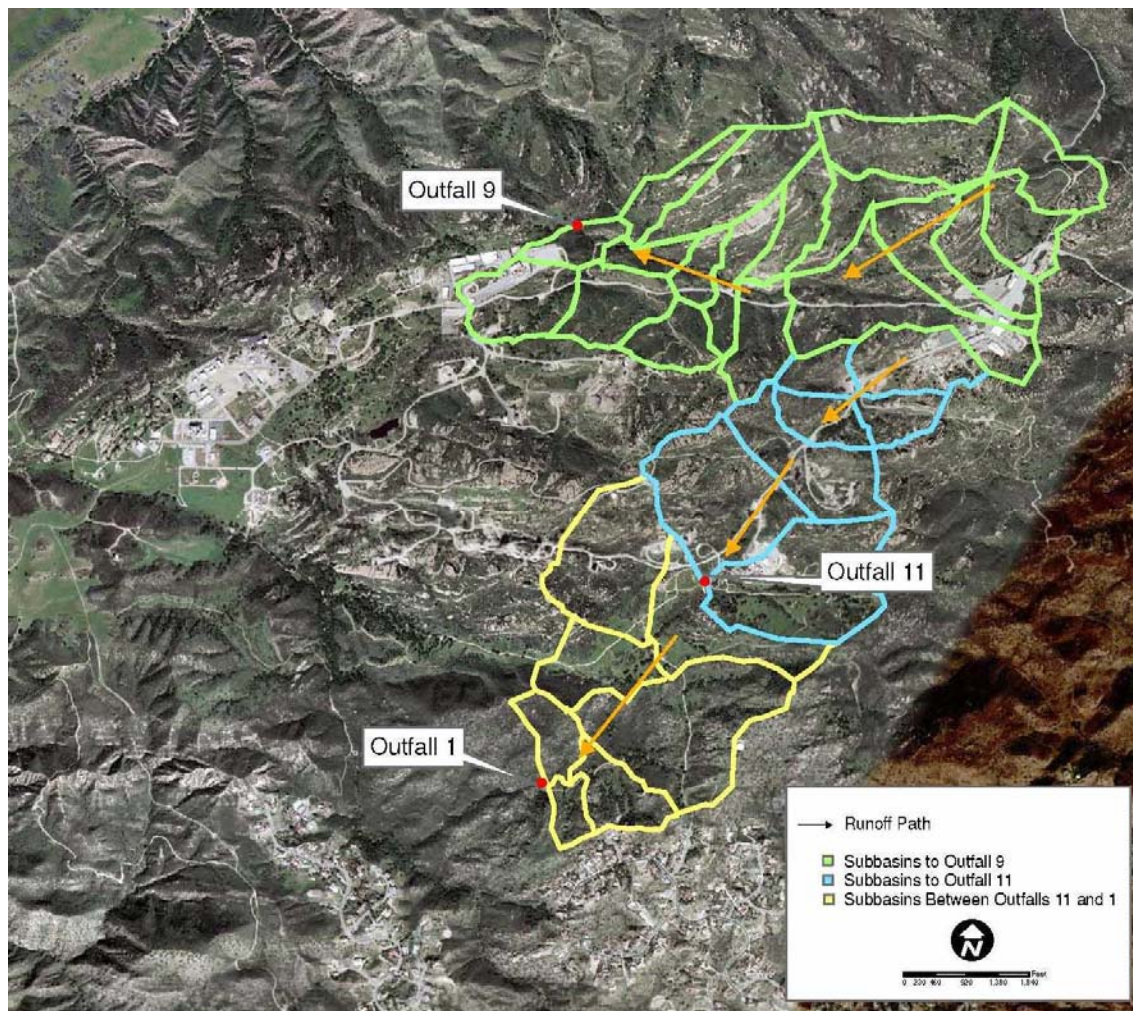 Outfall 9
Outfall 11
Outfall 1
Runoff Path
Subbasins to Outfall 9
Subbasins to Outfall 11
Subbasins Between Outfalls 11 and 1
N
Feet
0 230 460 920 1,380 1,840